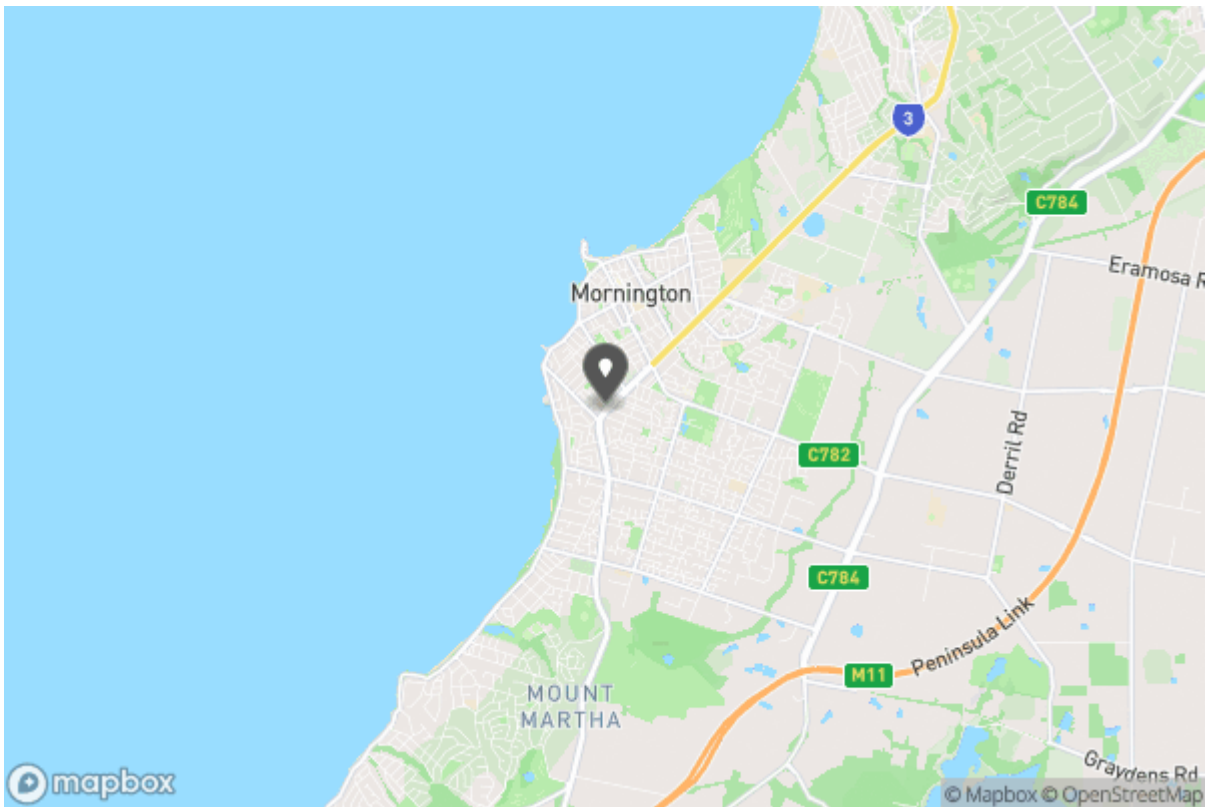 3
C784
Eramosa R
Mornington
Derril Rd
C782
C784
Peninsula Link
M11
MOUNT
MARTHA
Graydens Rd
mapbox
© Mapbox © OpenStreetMap